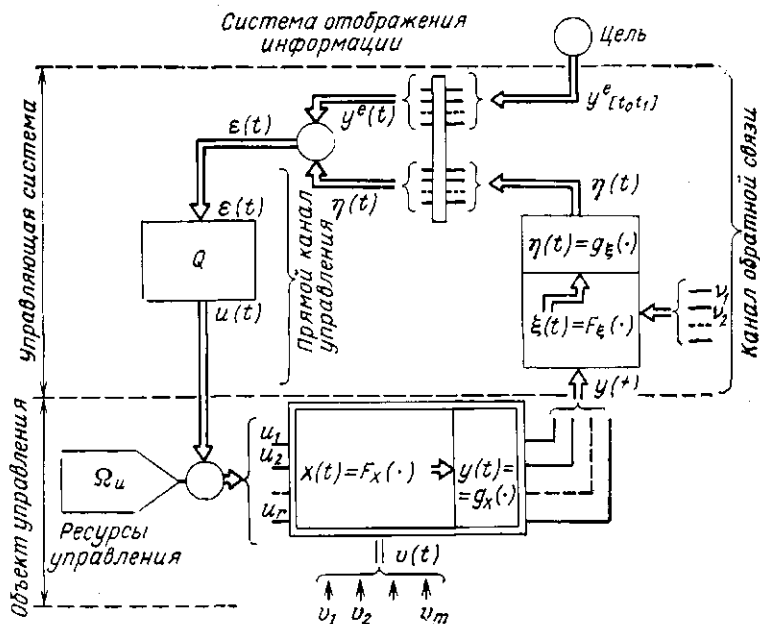 Система отображения
информации
Цель
y^e(t)
y^e [t₀t₁]
ε(t)
η(t)
η(t)
ε(t)
Q
u(t)
Прямой канал
управления
Управляющая система
η(t)=g_ξ(·)
ξ(t)=F_ξ(·)
ν₁
ν₂
Канал обратной связи
y(t)
Объект управления
Ω_u
Ресурсы
управления
u₁
u₂
u_r
x(t)=F_x(·)
y(t)=
=g_x(·)
υ(t)
υ₁ υ₂ υ_m